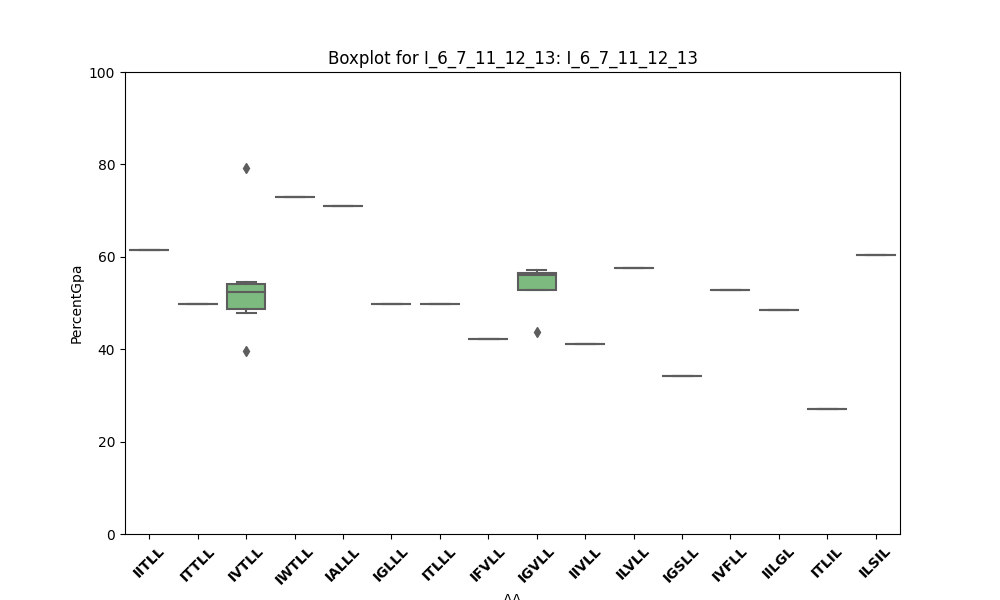 Boxplot for I_6_7_11_12_13: I_6_7_11_12_13
100
80
60
40
20
0
PercentGpa
IITLL
ITTLL
IVTLL
IWTLL
IALLL
IGLLL
ITLLL
IFVLL
IGVLL
IIVLL
ILVLL
IGSLL
IVFLL
IILGL
ITLIL
ILSIL